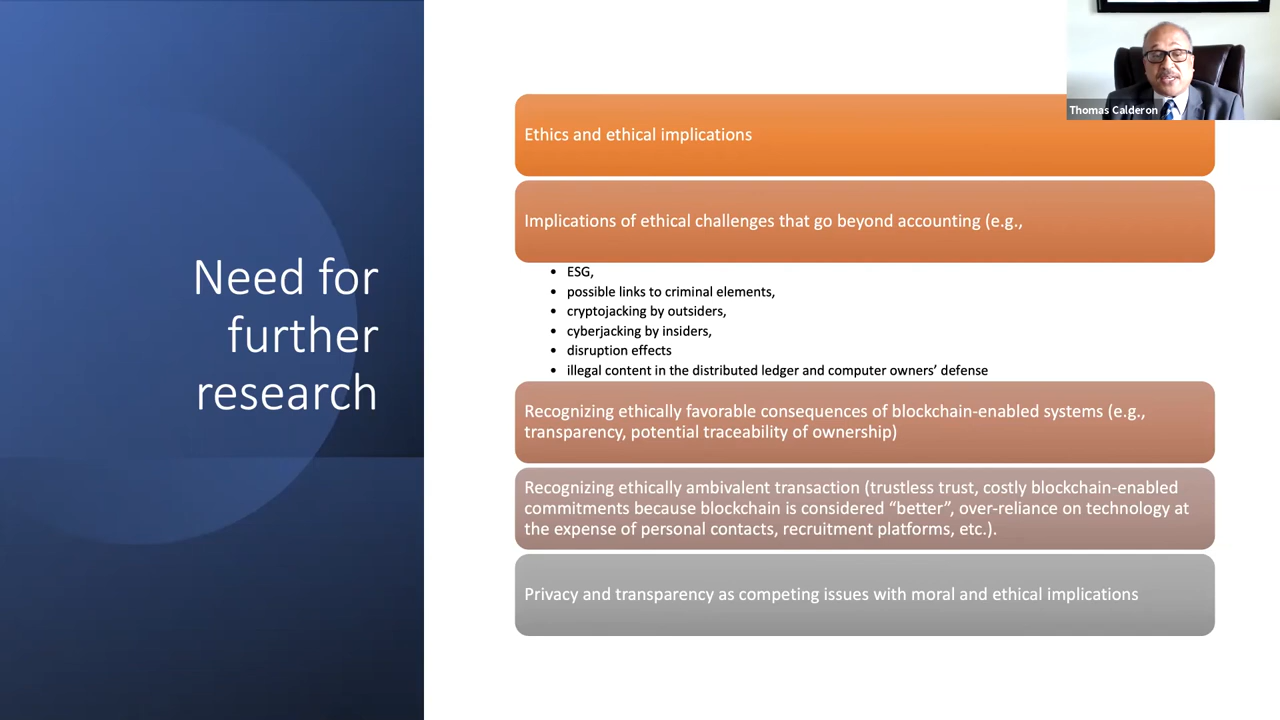 Need for
further
research
Thomas Calderon
Ethics and ethical implications
Implications of ethical challenges that go beyond accounting (e.g.,
• ESG,
• possible links to criminal elements,
• cryptojacking by outsiders,
• cyberjacking by insiders,
• disruption effects
• illegal content in the distributed ledger and computer owners’ defense
Recognizing ethically favorable consequences of blockchain-enabled systems (e.g.,
transparency, potential traceability of ownership)
Recognizing ethically ambivalent transaction (trustless trust, costly blockchain-enabled
commitments because blockchain is considered “better”, over-reliance on technology at
the expense of personal contacts, recruitment platforms, etc.).
Privacy and transparency as competing issues with moral and ethical implications